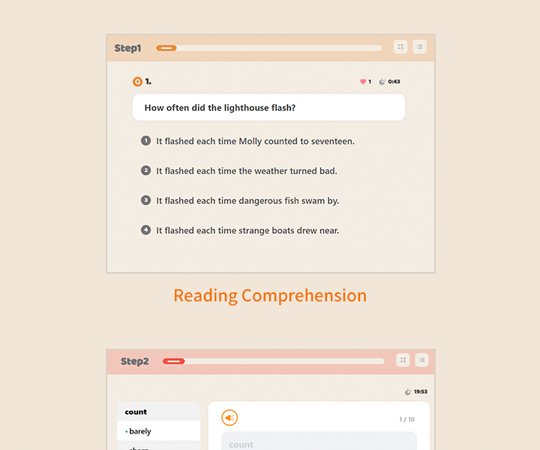 Step1
1.
1
0:43
How often did the lighthouse flash?
1 It flashed each time Molly counted to seventeen.
2 It flashed each time the weather turned bad.
3 It flashed each time dangerous fish swam by.
4 It flashed each time strange boats drew near.
Reading Comprehension
Step2
19:53
count
barely
1 / 10
count